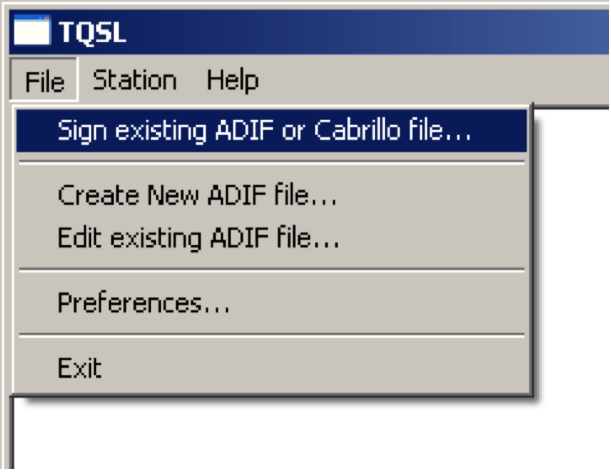 TQSL
File Station Help
Sign existing ADIF or Cabrillo file...
Create New ADIF file...
Edit existing ADIF file...
Preferences...
Exit